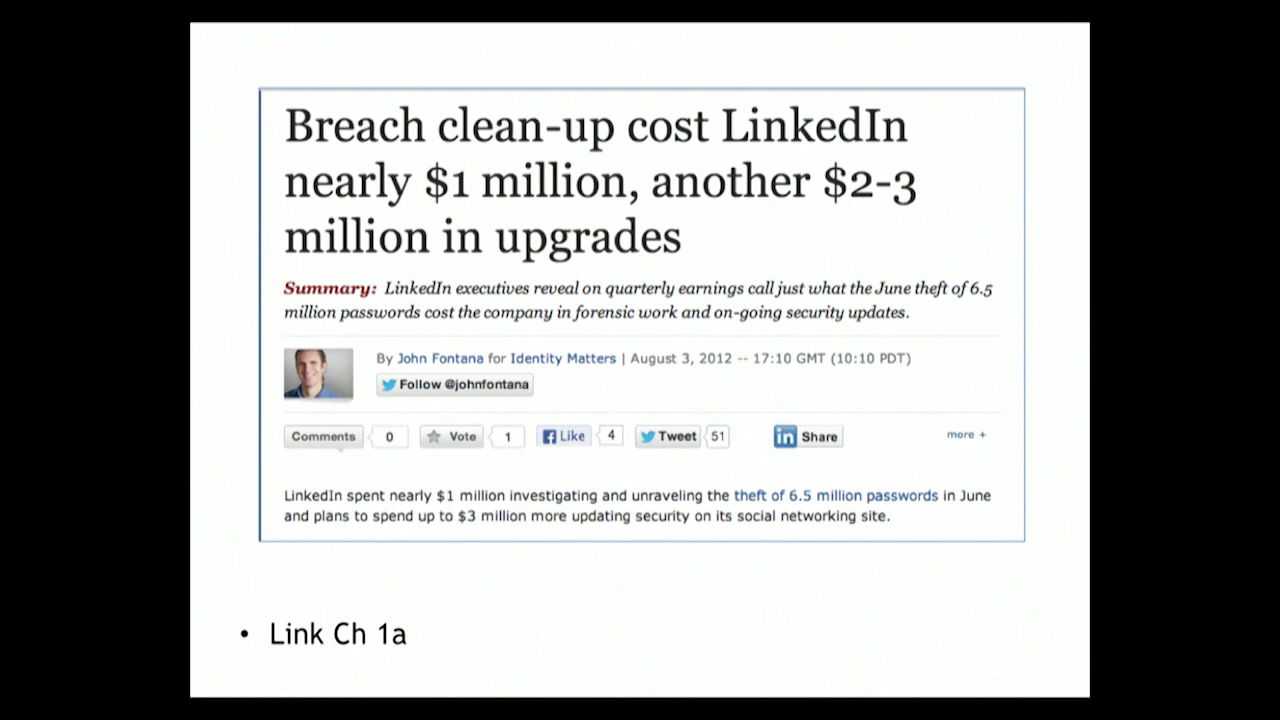 Breach clean-up cost LinkedIn
nearly $1 million, another $2-3
million in upgrades
Summary: LinkedIn executives reveal on quarterly earnings call just what the June theft of 6.5
million passwords cost the company in forensic work and on-going security updates.
By John Fontana for Identity Matters | August 3, 2012 -- 17:10 GMT (10:10 PDT)
Follow @johnfontana
Comments 0 Vote 1 Like 4 Tweet 51 in Share more +
LinkedIn spent nearly $1 million investigating and unraveling the theft of 6.5 million passwords in June
and plans to spend up to $3 million more updating security on its social networking site.
• Link Ch 1a